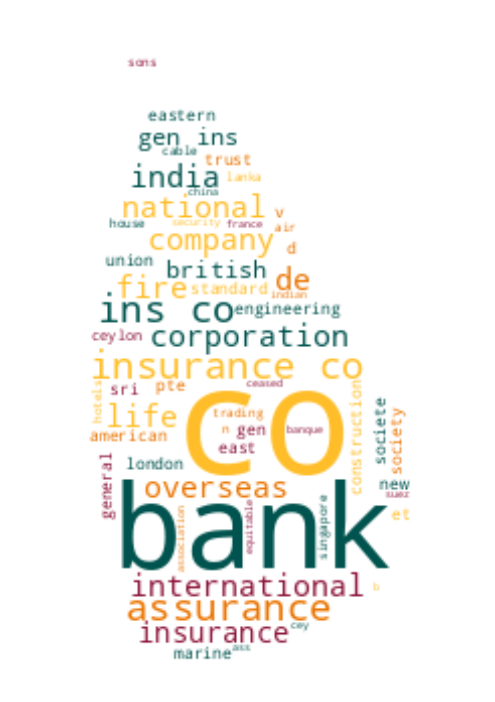 sons
eastern
gen ins
cable
trust
india
lanka
china
national
v
house
security
france
air
company
d
union
british
de
fire
standard
indian
ins co
engineering
ceylon
corporation
insurance co
hotels
sri
pte
ceased
co
life
trading
construction
societe
society
american
n
gen
banque
east
london
general
overseas
new
suez
bank
association
equitable
singapore
et
international
b
assurance
insurance
cey
marine
ass